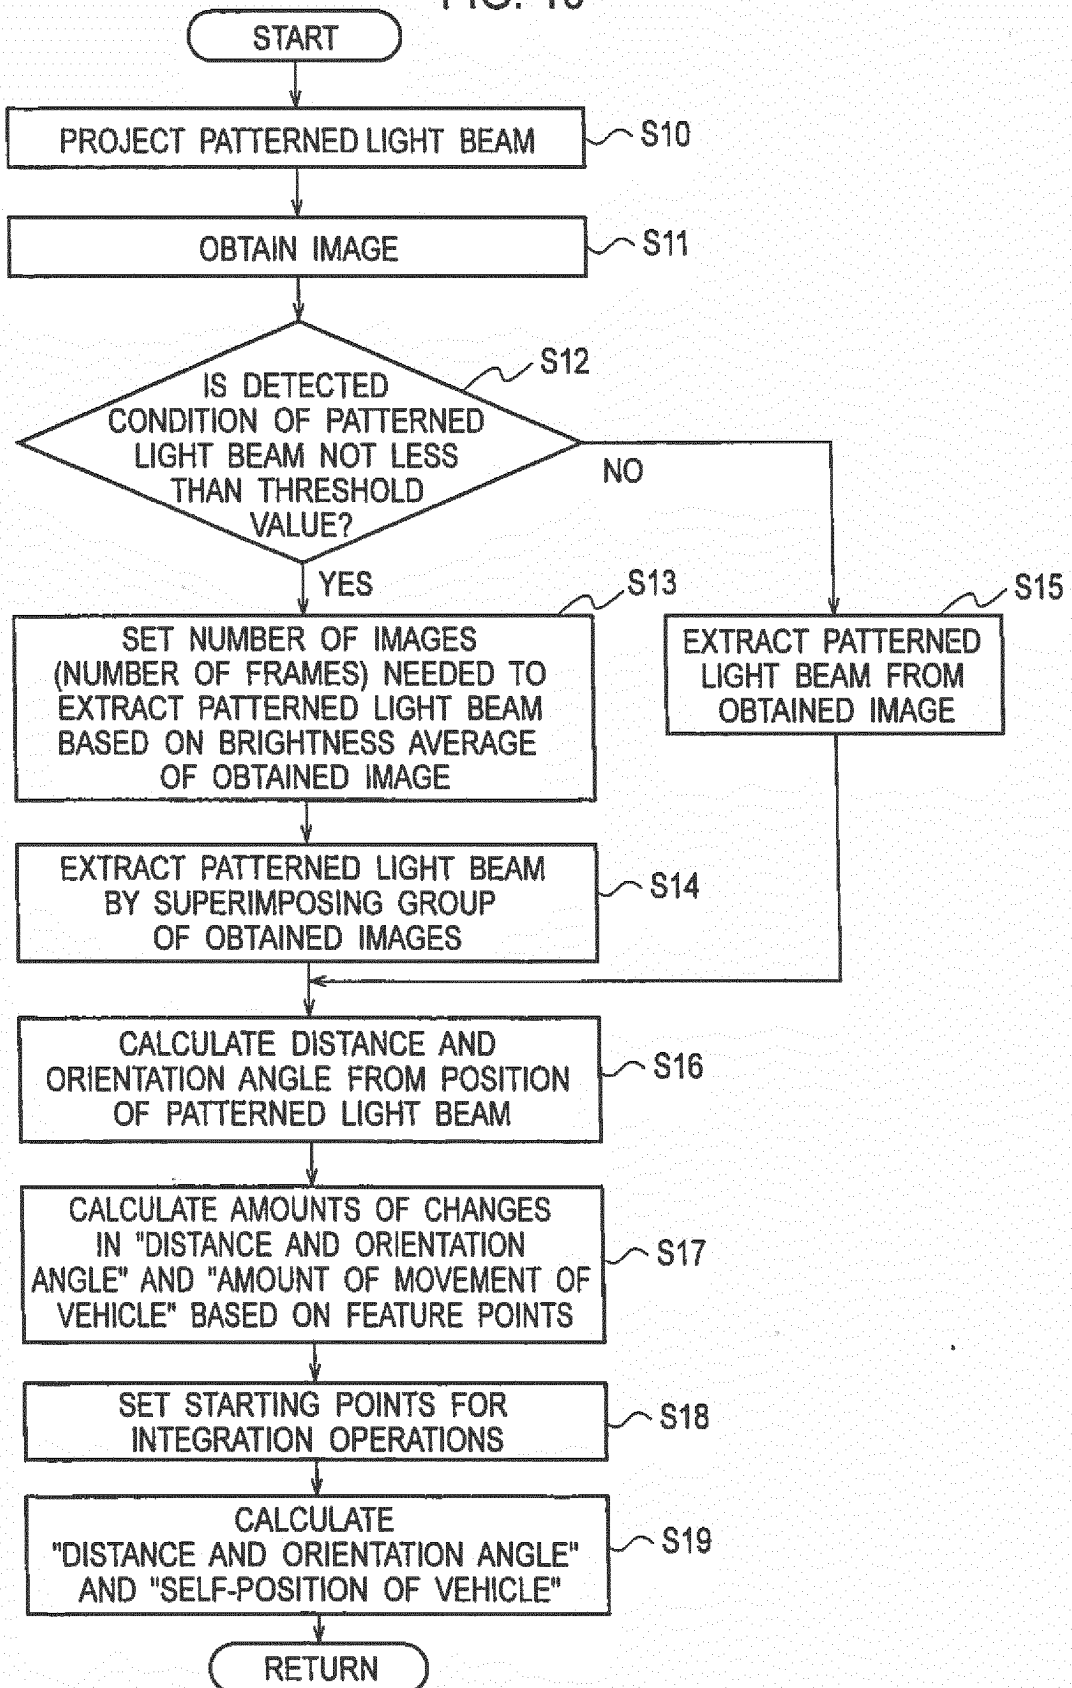 START
PROJECT PATTERNED LIGHT BEAM
S10
OBTAIN IMAGE
S11
S12
IS DETECTED
CONDITION OF PATTERNED
LIGHT BEAM NOT LESS
THAN THRESHOLD
VALUE?
NO
YES
S13
SET NUMBER OF IMAGES
(NUMBER OF FRAMES) NEEDED TO
EXTRACT PATTERNED LIGHT BEAM
BASED ON BRIGHTNESS AVERAGE
OF OBTAINED IMAGE
S15
EXTRACT PATTERNED
LIGHT BEAM FROM
OBTAINED IMAGE
EXTRACT PATTERNED LIGHT BEAM
BY SUPERIMPOSING GROUP
OF OBTAINED IMAGES
S14
CALCULATE DISTANCE AND
ORIENTATION ANGLE FROM POSITION
OF PATTERNED LIGHT BEAM
S16
CALCULATE AMOUNTS OF CHANGES
IN "DISTANCE AND ORIENTATION
ANGLE" AND "AMOUNT OF MOVEMENT OF
VEHICLE" BASED ON FEATURE POINTS
S17
SET STARTING POINTS FOR
INTEGRATION OPERATIONS
S18
CALCULATE
"DISTANCE AND ORIENTATION ANGLE"
AND "SELF-POSITION OF VEHICLE"
S19
RETURN